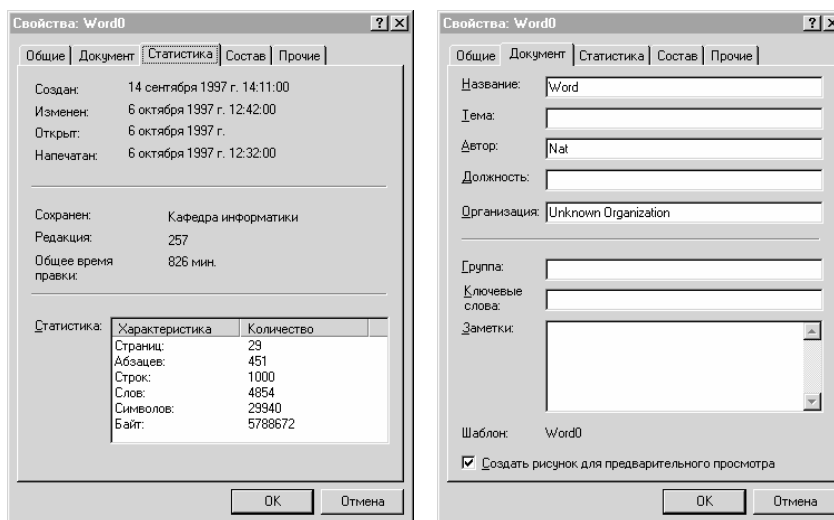 Свойства: Word0
Общие Документ Статистика Состав Прочие
Создан: 14 сентября 1997 г. 14:11:00
Изменен: 6 октября 1997 г. 12:42:00
Открыт: 6 октября 1997 г.
Напечатан: 6 октября 1997 г. 12:32:00
Сохранен: Кафедра информатики
Редакция: 257
Общее время правки: 826 мин.
Статистика:
Характеристика Количество
Страниц: 29
Абзацев: 451
Строк: 1000
Слов: 4854
Символов: 29940
Байт: 5788672
OK Отмена
Свойства: Word0
Общие Документ Статистика Состав Прочие
Название: Word
Тема:
Автор: Nat
Должность:
Организация: Unknown Organization
Группа:
Ключевые
слова:
Заметки:
Шаблон: Word0
Создать рисунок для предварительного просмотра
OK Отмена